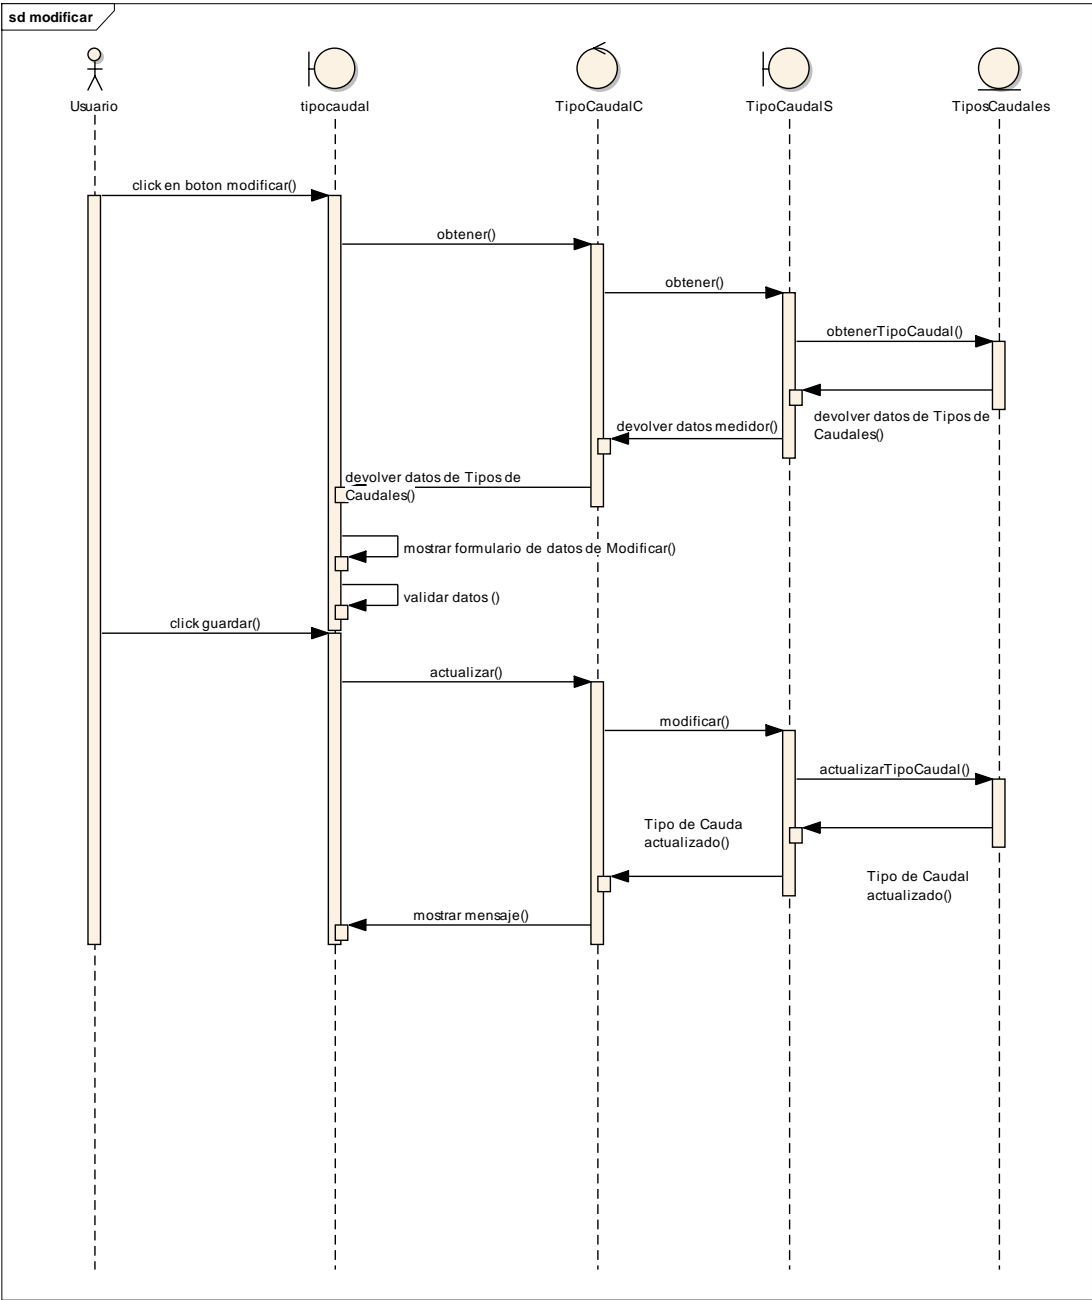 sd modificar
Usuario
tipocaudal
TipoCaudalC
TipoCaudalS
TiposCaudales
click en boton modificar()
obtener()
obtener()
obtenerTipoCaudal()
devolver datos de Tipos de
Caudales()
devolver datos medidor()
devolver datos de Tipos de
Caudales()
mostrar formulario de datos de Modificar()
validar datos ()
click guardar()
actualizar()
modificar()
actualizarTipoCaudal()
Tipo de Cauda
actualizado()
Tipo de Caudal
actualizado()
mostrar mensaje()